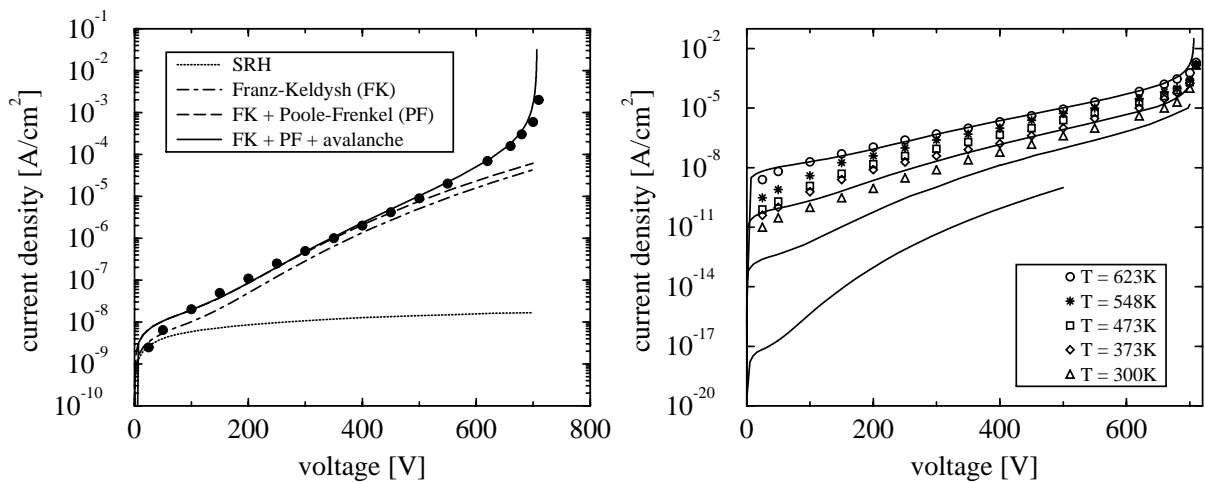 10^-1
10^-2
10^-3
10^-4
10^-5
10^-6
10^-7
10^-8
10^-9
10^-10
current density [A/cm^2]
SRH
Franz-Keldysh (FK)
FK + Poole-Frenkel (PF)
FK + PF + avalanche
0 200 400 600 800
voltage [V]
10^-2
10^-5
10^-8
10^-11
10^-14
10^-17
10^-20
current density [A/cm^2]
T = 623K
T = 548K
T = 473K
T = 373K
T = 300K
0 200 400 600
voltage [V]